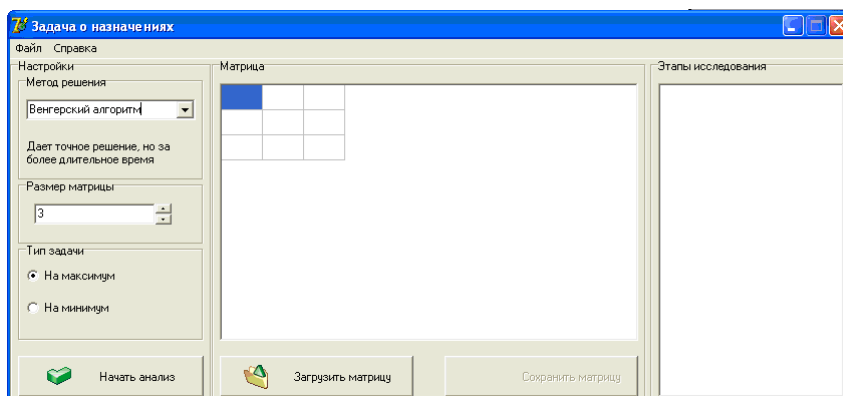 Задача о назначениях
Файл Справка
Настройки
Метод решения
Венгерский алгоритм
Дает точное решение, но за
более длительное время
Размер матрицы
3
Тип задачи
На максимум
На минимум
Начать анализ
Матрица
Загрузить матрицу
Сохранить матрицу
Этапы исследования